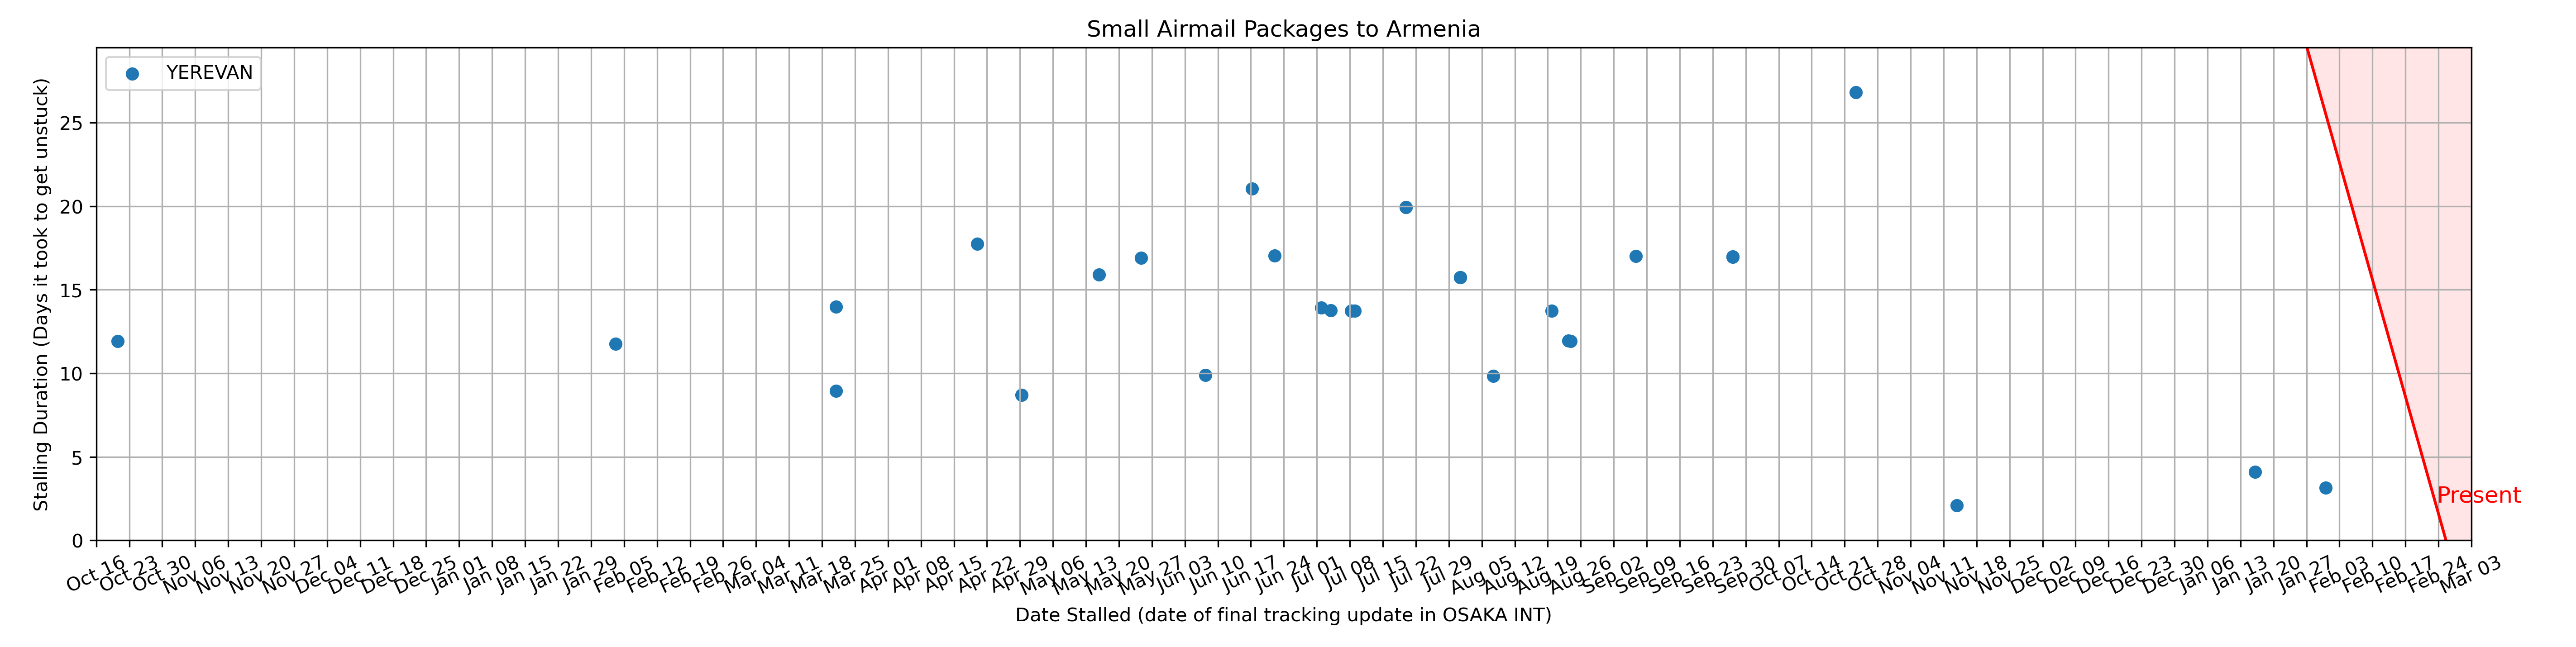 Small Airmail Packages to Armenia
YEREVAN
Stalling Duration (Days it took to get unstuck)
25
20
15
10
5
0
Present
Oct 16 Oct 23 Oct 30 Nov 06 Nov 13 Nov 20 Nov 27 Dec 04 Dec 11 Dec 18 Dec 25 Jan 01 Jan 08 Jan 15 Jan 22 Jan 29 Feb 05 Feb 12 Feb 19 Feb 26 Mar 04 Mar 11 Mar 18 Mar 25 Apr 01 Apr 08 Apr 15 Apr 22 Apr 29 May 06 May 13 May 20 May 27 Jun 03 Jun 10 Jun 17 Jun 24 Jul 01 Jul 08 Jul 15 Jul 22 Jul 29 Aug 05 Aug 12 Aug 19 Aug 26 Sep 02 Sep 09 Sep 16 Sep 23 Sep 30 Oct 07 Oct 14 Oct 21 Oct 28 Nov 04 Nov 11 Nov 18 Nov 25 Dec 02 Dec 09 Dec 16 Dec 23 Dec 30 Jan 06 Jan 13 Jan 20 Jan 27 Feb 03 Feb 10 Feb 17 Feb 24 Mar 03
Date Stalled (date of final tracking update in OSAKA INT)